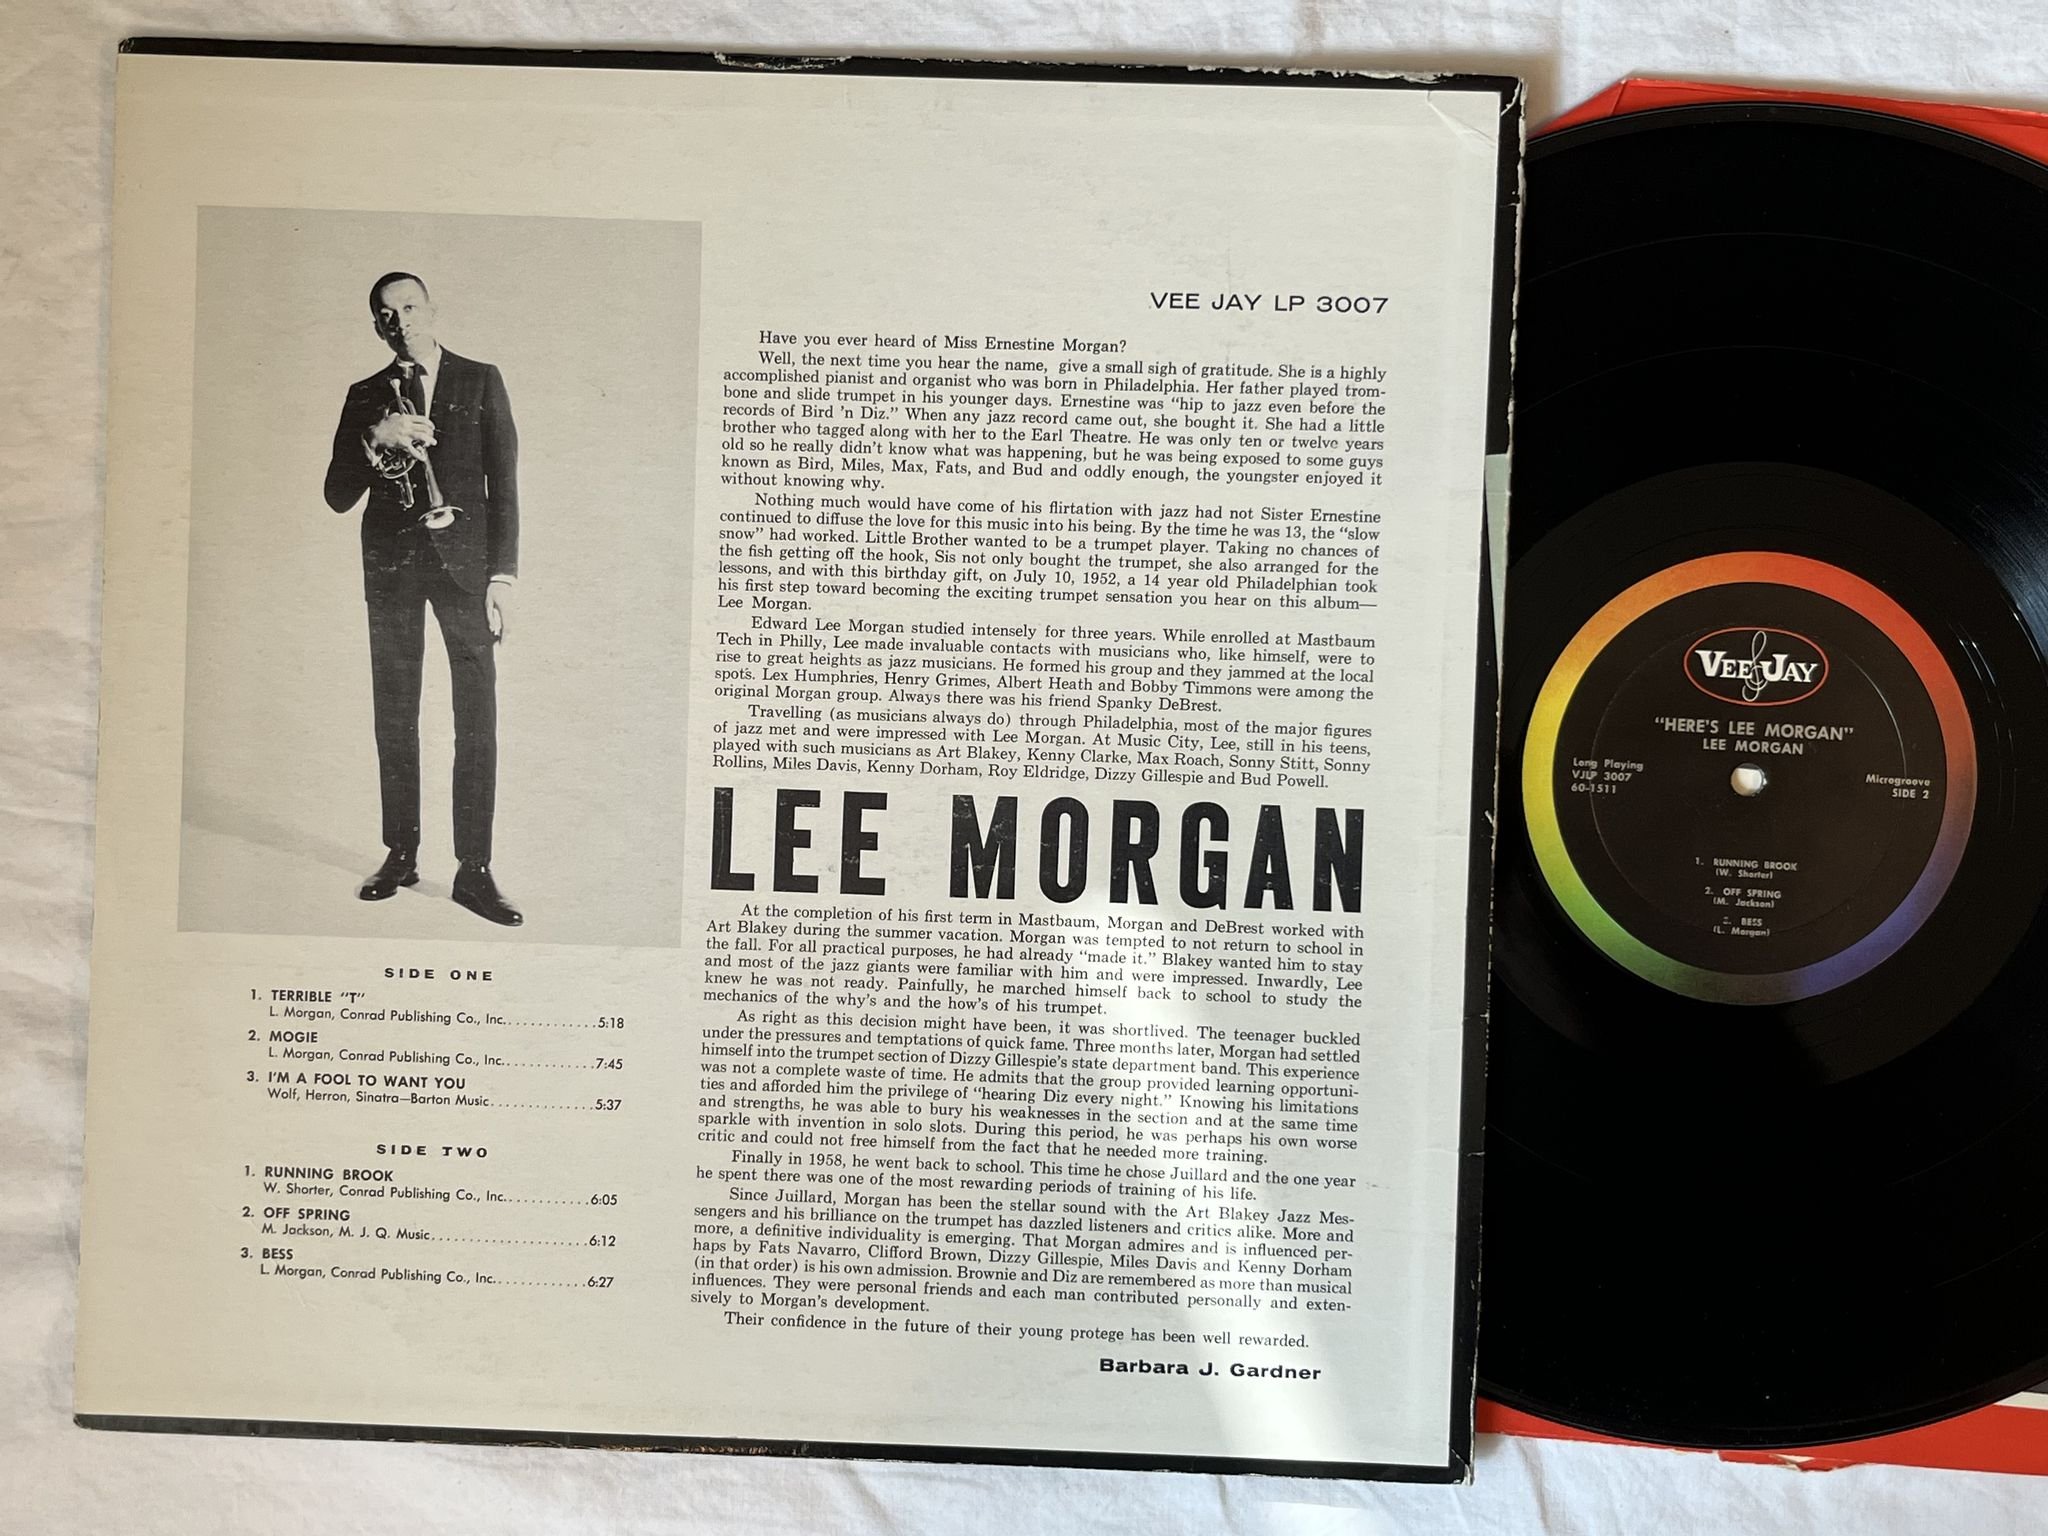 VEE JAY LP 3007
Have you ever heard of Miss Ernestine Morgan?
Well, the next time you hear the name, give a small sigh of gratitude. She is a highly
accomplished pianist and organist who was born in Philadelphia. Her father played trom-
bone and slide trumpet in his younger days. Ernestine was "hip to jazz even before the
records of Bird 'n Diz." When any jazz record came out, she bought it. She had a little
brother who tagged along with her to the Earl Theatre. He was only ten or twelve years
old so he really didn't know what was happening, but he was being exposed to some guys
known as Bird, Miles, Max, Fats, and Bud and oddly enough, the youngster enjoyed it
without knowing why.
Nothing much would have come of his flirtation with jazz had not Sister Ernestine
continued to diffuse the love for this music into his being. By the time he was 13, the "slow
snow" had worked. Little Brother wanted to be a trumpet player. Taking no chances of
the fish getting off the hook, Sis not only bought the trumpet, she also arranged for the
lessons, and with this birthday gift, on July 10, 1952, a 14 year old Philadelphian took
his first step toward becoming the exciting trumpet sensation you hear on this album—
Lee Morgan.
Edward Lee Morgan studied intensely for three years. While enrolled at Mastbaum
Tech in Philly, Lee made invaluable contacts with musicians who, like himself, were to
rise to great heights as jazz musicians. He formed his group and they jammed at the local
spots. Lex Humphries, Henry Grimes, Albert Heath and Bobby Timmons were among the
original Morgan group. Always there was his friend Spanky DeBrest.
Travelling (as musicians always do) through Philadelphia, most of the major figures
of jazz met and were impressed with Lee Morgan. At Music City, Lee, still in his teens,
played with such musicians as Art Blakey, Kenny Clarke, Max Roach, Sonny Stitt, Sonny
Rollins, Miles Davis, Kenny Dorham, Roy Eldridge, Dizzy Gillespie and Bud Powell.
LEE MORGAN
At the completion of his first term in Mastbaum, Morgan and DeBrest worked with
Art Blakey during the summer vacation. Morgan was tempted to not return to school in
the fall. For all practical purposes, he had already "made it." Blakey wanted him to stay
and most of the jazz giants were familiar with him and were impressed. Inwardly, Lee
knew he was not ready. Painfully, he marched himself back to school to study the
mechanics of the why's and the how's of his trumpet.
As right as this decision might have been, it was shortlived. The teenager buckled
under the pressures and temptations of quick fame. Three months later, Morgan had settled
himself into the trumpet section of Dizzy Gillespie's state department band. This experience
was not a complete waste of time. He admits that the group provided learning opportuni-
ties and afforded him the privilege of "hearing Diz every night." Knowing his limitations
and strengths, he was able to bury his weaknesses in the section and at the same time
sparkle with invention in solo slots. During this period, he was perhaps his own worse
critic and could not free himself from the fact that he needed more training.
Finally in 1958, he went back to school. This time he chose Juillard and the one year
he spent there was one of the most rewarding periods of training of his life.
Since Juillard, Morgan has been the stellar sound with the Art Blakey Jazz Mes-
sengers and his brilliance on the trumpet has dazzled listeners and critics alike. More and
more, a definitive individuality is emerging. That Morgan admires and is influenced per-
haps by Fats Navarro, Clifford Brown, Dizzy Gillespie, Miles Davis and Kenny Dorham
(in that order) is his own admission. Brownie and Diz are remembered as more than musical
influences. They were personal friends and each man contributed personally and exten-
sively to Morgan's development.
Their confidence in the future of their young protege has been well rewarded.
Barbara J. Gardner
SIDE ONE
1. TERRIBLE "T"
L. Morgan, Conrad Publishing Co., Inc.............5:18
2. MOGIE
L. Morgan, Conrad Publishing Co., Inc.............7:45
3. I'M A FOOL TO WANT YOU
Wolf, Herron, Sinatra—Barton Music...............5:37
SIDE TWO
1. RUNNING BROOK
W. Shorter, Conrad Publishing Co., Inc............6:05
2. OFF SPRING
M. Jackson, M. J. Q. Music......................6:12
3. BESS
L. Morgan, Conrad Publishing Co., Inc.............6:27
VEE JAY
"HERE'S LEE MORGAN"
LEE MORGAN
Long Playing
VJLP 3007
60-1511
Microgroove
SIDE 2
1. RUNNING BROOK
(W. Shorter)
2. OFF SPRING
(M. Jackson)
3. BESS
(L. Morgan)